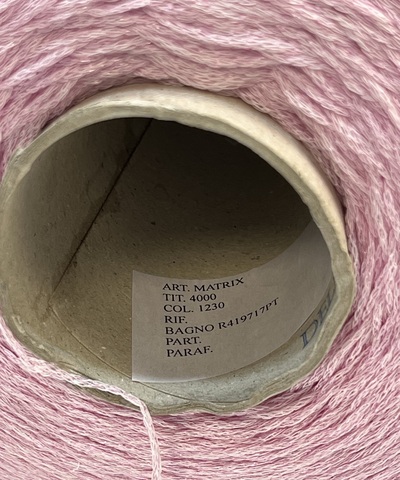 ART. MATRIX
TIT. 4000
COL. 1230
RIF.
BAGNO R419717PT
PART.
PARAF.